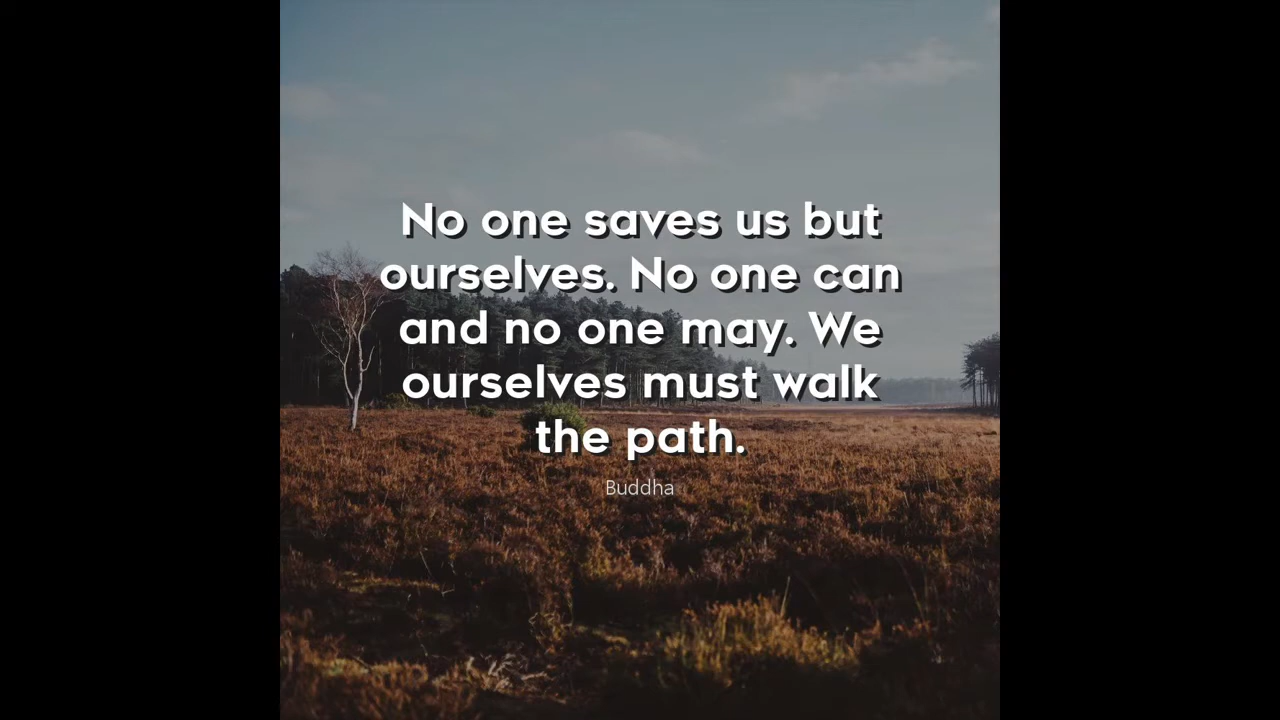 No one saves us but
ourselves. No one can
and no one may. We
ourselves must walk
the path.
Buddha